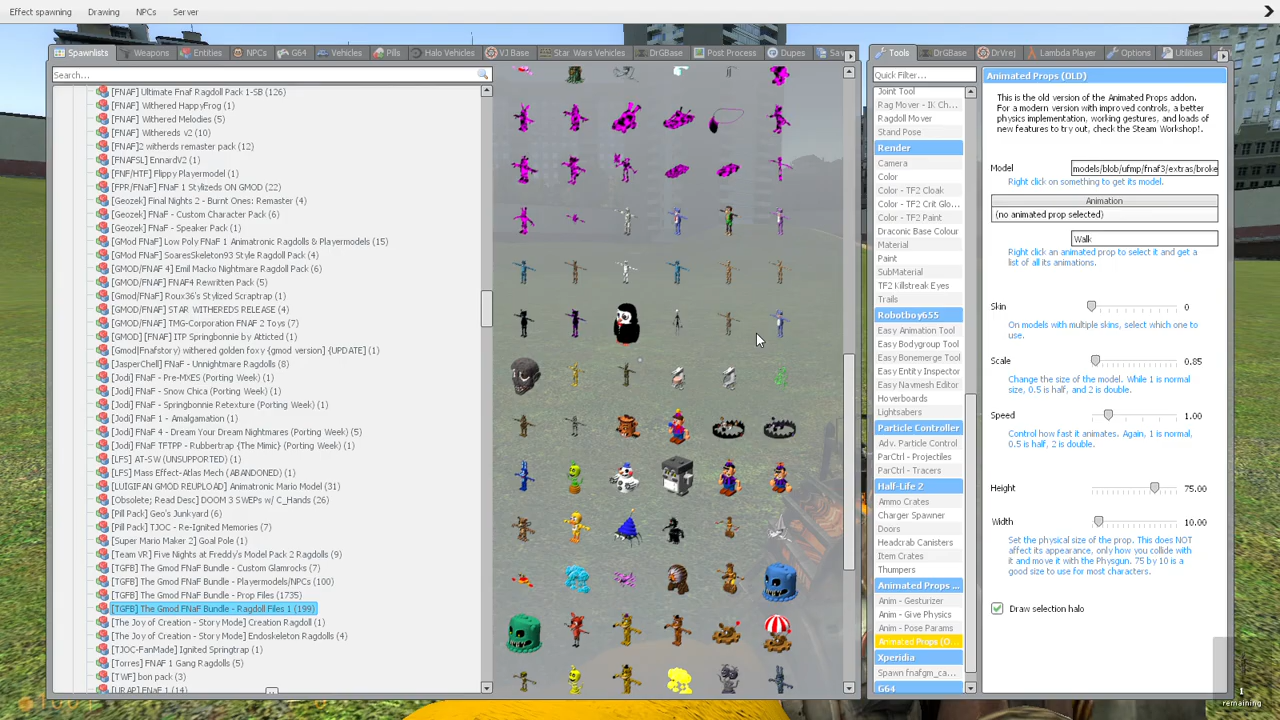 Effect spawning Drawing NPCs Server
Spawnlists Weapons Entities NPCs G64 Vehicles Pills Halo Vehicles VJ Base Star Wars Vehicles DrGBase Post Process Dupes
Search...
[FNAF] Ultimate Fnaf Ragdoll Pack 1-SB (126)
[FNAF] Withered HappyFrog (1)
[FNAF] Withered Melodies (5)
[FNAF] Withereds v2 (10)
[FNAF]2 witherds remaster pack (12)
[FNAFSL] EnnardV2 (1)
[FNF/HTF] Flippy Playermodel (1)
[FPR/FNaF] FNaF 1 Stylizeds ON GMOD (22)
[Geozek] Final Nights 2 - Burnt Ones: Remaster (4)
[Geozek] FNaF - Custom Character Pack (6)
[Geozek] FNaF - Speaker Pack (1)
[GMod FNaF] Low Poly FNaF 1 Animatronic Ragdolls & Playermodels (15)
[GMod FNaF] SoaresSkeleton93 Style Ragdoll Pack (4)
[GMOD/FNAF 4] Emil Macko Nightmare Ragdoll Pack (6)
[GMOD/FNAF4] FNAF4 Rewritten Pack (5)
[Gmod/FNaF] Roux36's Stylized Scraptrap (1)
[GMOD/FNAF] STAR  WITHEREDS RELEASE (4)
[GMOD/FNAF] TMG-Corporation FNAF 2 Toys (7)
[GMOD] [FNAF] ITP Springbonnie Accurated (1)
[Gmod|Fnafstory) withered golden foxy {gmod version} {UPDATE] (1)
[JasperChell] FNAF - Unnightmare Ragdolls (8)
[Jodi] FNaF - Pre-MXES (Porting Week) (1)
[Jodi] FNaF - Snow Chica (Porting Week) (1)
[Jodi] FNaF - Springbonnie Retexture (Porting Week) (1)
[Jodi] FNaF 1 - Amalgamation (1)
[Jodi] FNaF 4 - Dream Your Dream Nightmares (Porting Week) (5)
[Jodi] FNaF TFTPP - Rubbertrap {The Mimic} (Porting Week) (1)
[LFS] AT-SW (UNSUPPORTED) (1)
[LFS] Mass Effect-Atlas Mech (ABANDONED) (1)
[LUIGIFAN GMOD REUPLOAD] Animatronic Mario Model (31)
[Obsolete; Read Desc] DOOM 3 SWEPs w/ C_Hands (26)
[Pill Pack] Geo's Junkyard (6)
[Pill Pack] TJOC - Re-Ignited Memories (7)
[Super Mario Maker 2] Goal Pole (1)
[Team VR] Five Nights at Freddy's Model Pack 2 Ragdolls (9)
[TGFB] The Gmod FNaF Bundle - Custom Glamrocks (7)
[TGFB] The Gmod FNaF Bundle - Playermodels/NPCs (100)
[TGFB] The Gmod FNaF Bundle - Prop Files (1735)
[TGFB] The Gmod FNaF Bundle - Ragdoll Files 1 (199)
[The Joy of Creation - Story Mode] Creation Ragdoll (1)
[The Joy of Creation - Story Mode] Endoskeleton Ragdolls (4)
[TJOC-FanMade] Ignited Springtrap (1)
[Torres] FNAF 1 Gang Ragdolls (5)
[TWF] bon pack (3)
[URAP] FNaF 1 (14)
Tools DrGBase DrVrej Lambda Player Options Utilities
Quick Filter...
Joint Tool
Rag Mover - IK Ch...
Ragdoll Mover
Stand Pose
Render
Camera
Color
Color - TF2 Cloak
Color - TF2 Crit Glo...
Color - TF2 Paint
Draconic Base Colour
Material
Paint
SubMaterial
TF2 Killstreak Eyes
Trails
Robotboy655
Easy Animation Tool
Easy Bodygroup Tool
Easy Bonemerge Tool
Easy Entity Inspector
Easy Navmesh Editor
Hoverboards
Lightsabers
Particle Controller
Adv. Particle Control
ParCtrl - Projectiles
ParCtrl - Tracers
Half-Life 2
Ammo Crates
Charger Spawner
Doors
Headcrab Canisters
Item Crates
Thumpers
Animated Props ...
Anim - Gesturizer
Anim - Give Physics
Anim - Pose Params
Animated Props (O...
Xperidia
Spawn fnafgm_ca...
G64
Animated Props (OLD)
This is the old version of the Animated Props addon.
For a modern version with improved controls, a better
physics implementation, working gestures, and loads
of new features to try out, check the Steam Workshop!.
Model models/blob/ufmp/fnaf3/extras/broke
Right click on something to get its model.
Animation
(no animated prop selected)
Walk
Right click an animated prop to select it and get a
list of all its animations.
Skin 0
On models with multiple skins, select which one to
use.
Scale 0.85
Change the size of the model. While 1 is normal
size, 0.5 is half, and 2 is double.
Speed 1.00
Control how fast it animates. Again, 1 is normal,
0.5 is half, 2 is double.
Height 75.00
Width 10.00
Set the physical size of the prop. This does NOT
affect its appearance, only how you collide with
it and move it with the Physgun. 75 by 10 is a
good size to use for most characters.
Draw selection halo
1
remaining